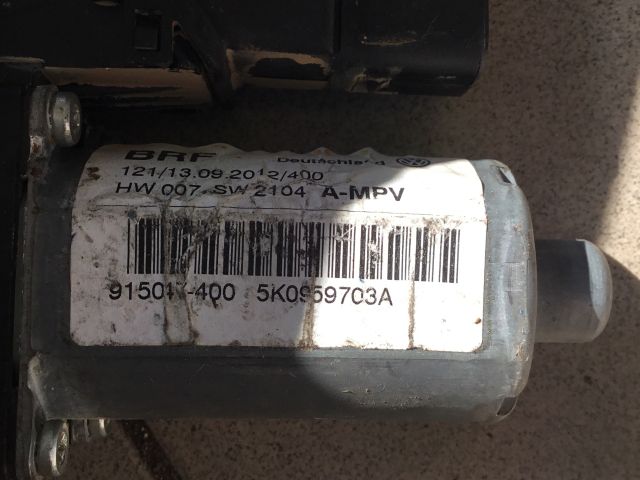 BRF Deutschland
121/13.09.2012/400
HW 007 SW 2104 A-MPV
5K0959703A